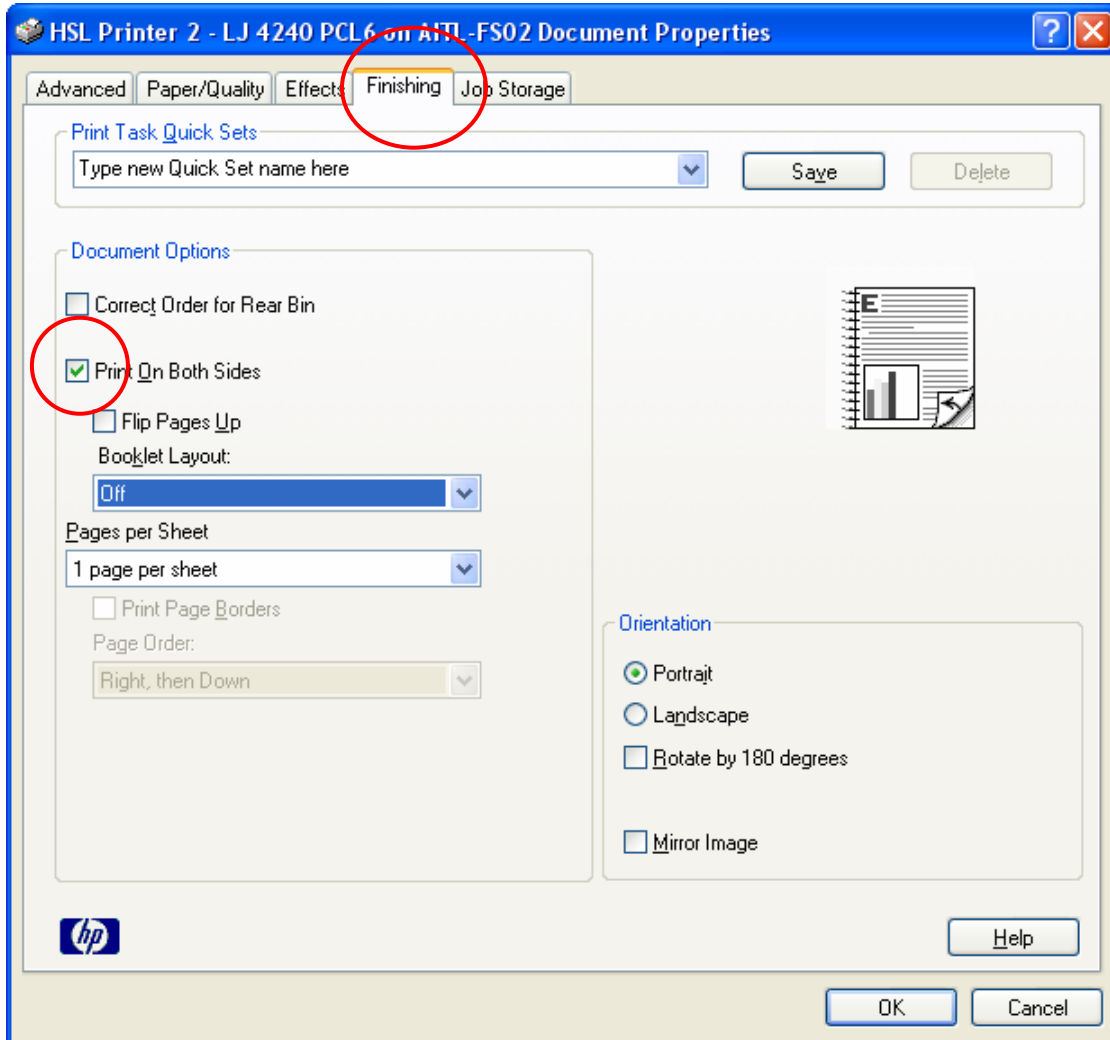 HSL Printer 2 - LJ 4240 PCL6 on AITL-FS02 Document Properties
Advanced Paper/Quality Effects Finishing Job Storage
Print Task Quick Sets
Type new Quick Set name here Save Delete
Document Options
Correct Order for Rear Bin
E
Print On Both Sides
Flip Pages Up
Booklet Layout:
Off
Pages per Sheet
1 page per sheet
Print Page Borders
Page Order:
Right, then Down
Orientation
Portrait
Landscape
Rotate by 180 degrees
Mirror Image
hp
Help
OK Cancel